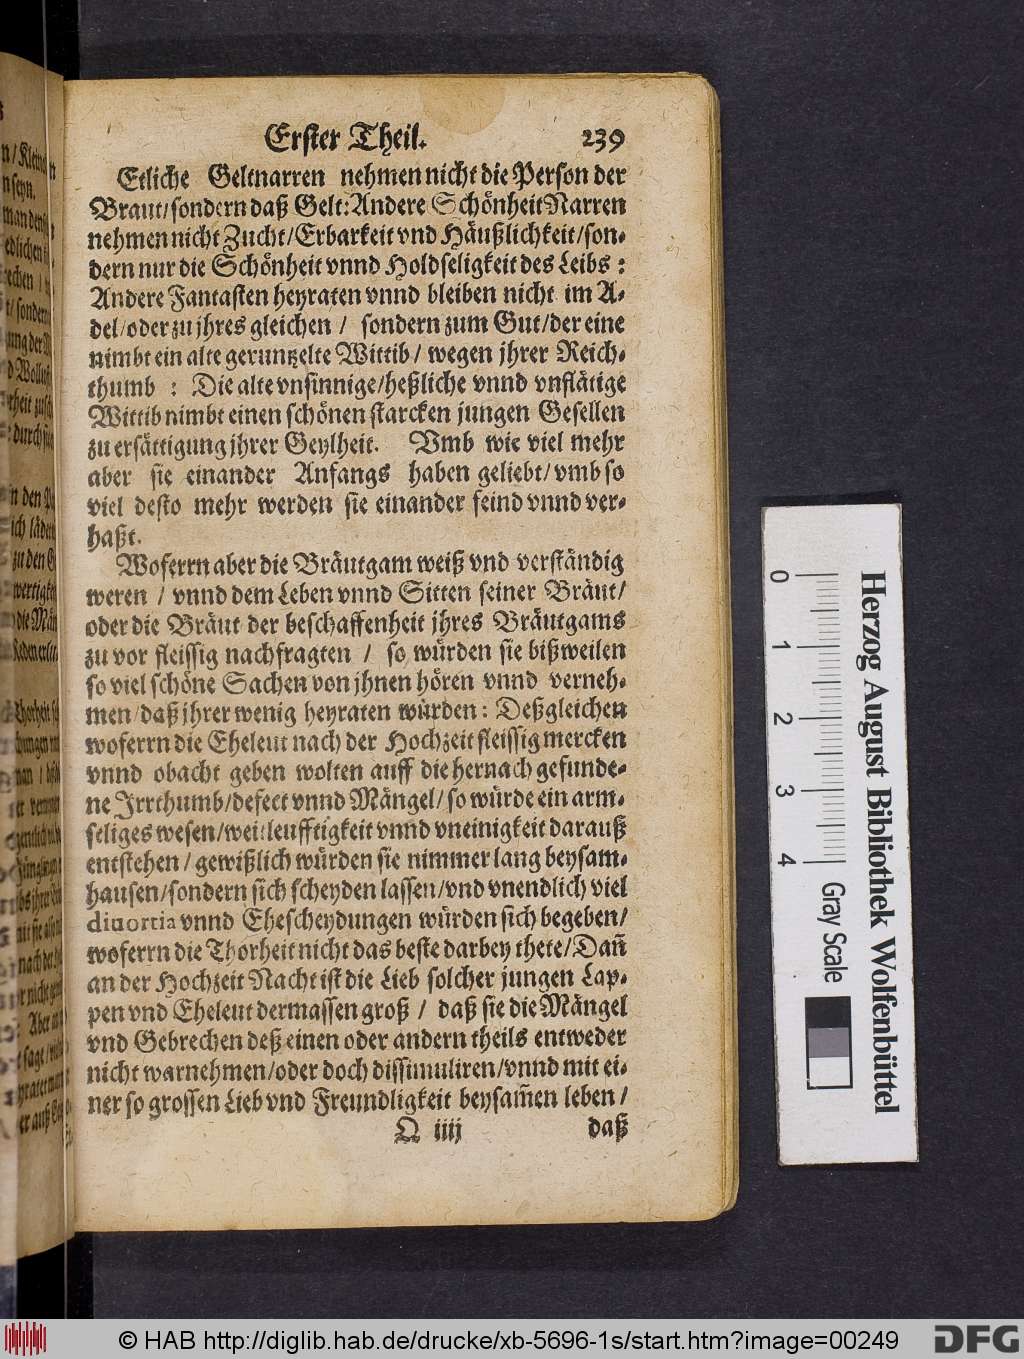 Erster Theil. 239
Etliche Geltnarren nehmen nicht die Person der
Braut/sondern daß Gelt: Andere Schönheit Narren
nehmen nicht Zucht/Erbarkeit vnd Häußlichkeit/son-
dern nur die Schönheit vnnd Holdseligkeit des Leibs:
Andere Fantasten heyraten vnnd bleiben nicht im A-
del/oder zu jhres gleichen/ sondern zum Gut/der eine
nimbt ein alte geruntzelte Wittib/ wegen jhrer Reich-
thumb : Die alte vnsinnige/heßliche vnnd vnflätige
Wittib nimbt einen schönen starcken jungen Gesellen
zu ersättigung jhrer Geylheit. Vmb wie viel mehr
aber sie einander Anfangs haben geliebt/ vmb so
viel desto mehr werden sie einander feind vnnd ver-
haßt.
Woferrn aber die Bräutgam weiß vnd verständig
weren / vnnd dem Leben vnnd Sitten seiner Bräut/
oder die Bräut der beschaffenheit jhres Bräutgams
zu vor fleissig nachfragten / so würden sie bißweilen
so viel schöne Sachen von jhnen hören vnnd verneh-
men/daß jhrer wenig heyraten würden: Deßgleichen
woferrn die Eheleut nach der Hochzeit fleissig mercken
vnnd obacht geben wolten auff die hernach gefunde-
ne Jrrthumb/defect vnnd Mängel/so würde ein arm-
seliges wesen/weitleufftigkeit vnnd vneinigkeit darauß
entstehen/ gewißlich würden sie nimmer lang beysam-
hausen/sondern sich scheyden lassen/vnd vnendlich viel
diuortia vnnd Ehescheydungen würden sich begeben/
woferrn die Thorheit nicht das beste darbey thete/Dañ
an der Hochzeit Nacht ist die Lieb solcher jungen Lap-
pen vnd Eheleut dermassen groß / daß sie die Mängel
vnd Gebrechen deß einen oder andern theils entweder
nicht warnehmen/oder doch dissimuliren/vnnd mit ei-
ner so grossen Lieb vnd Freundligkeit beysam̃en leben/
Q iiij daß
0 1 2 3 4
Gray Scale
Herzog August Bibliothek Wolfenbüttel
© HAB http://diglib.hab.de/drucke/xb-5696-1s/start.htm?image=00249
DFG